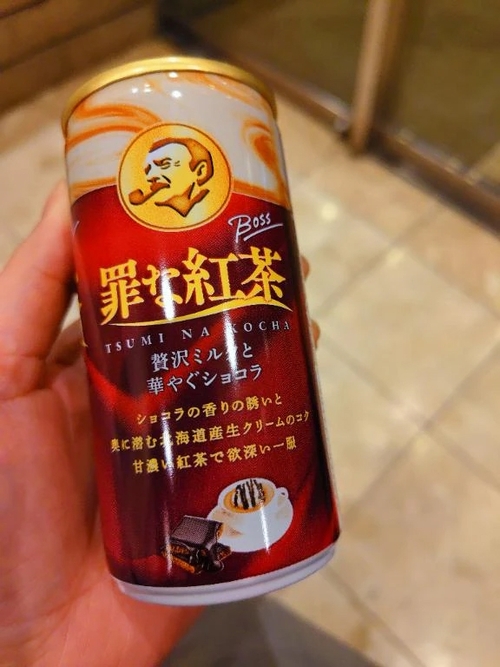 Boss
罪な紅茶
TSUMI NA KOCHA
贅沢ミルクと
華やぐショコラ
ショコラの香りの誘いと
奥に潜む北海道産生クリームのコク
甘濃い紅茶で欲深い一服